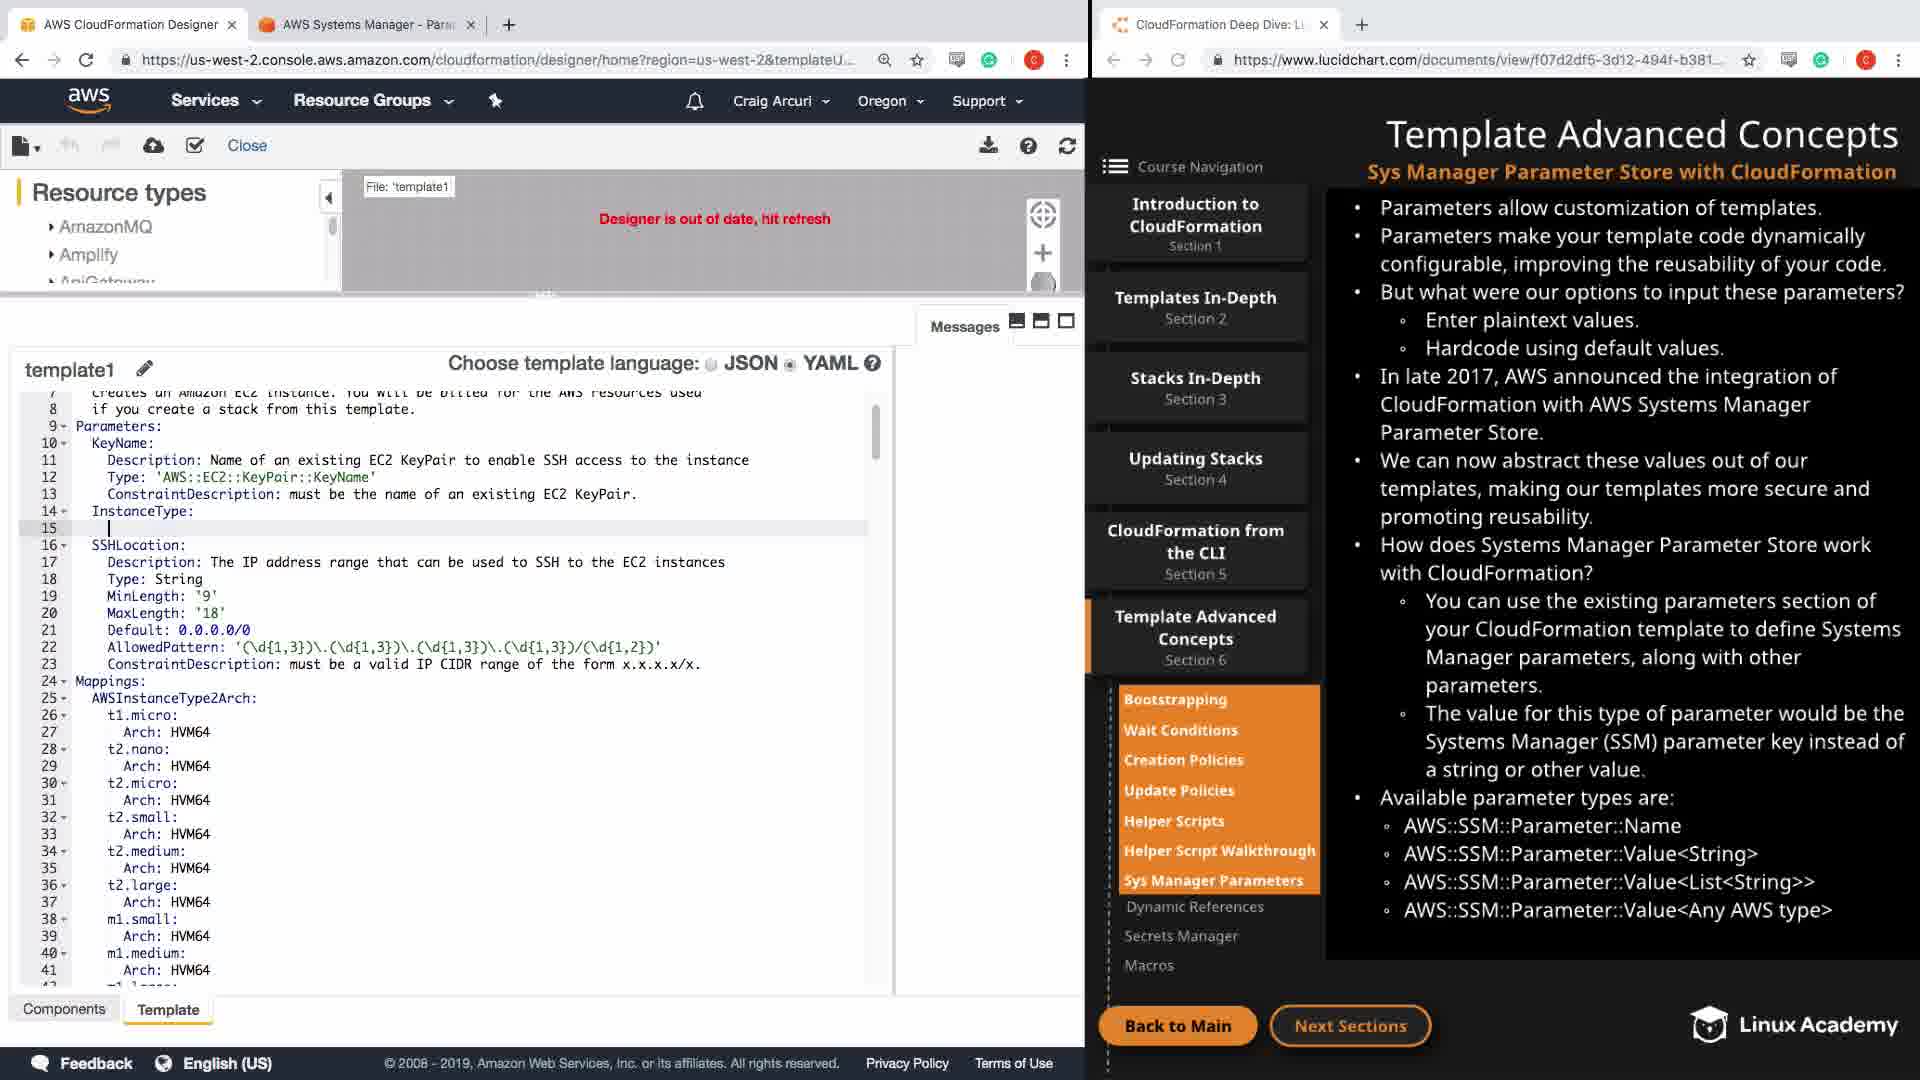 AWS CloudFormation Designer
AWS Systems Manager - Para
https://us-west-2.console.aws.amazon.com/cloudformation/designer/home?region=us-west-2&templateU...
aws
Services
Resource Groups
Craig Arcuri
Oregon
Support
Close
Resource types
AmazonMQ
Amplify
ApiGateway
File: 'template1
Designer is out of date, hit refresh
Messages
template1
Choose template language: JSON YAML
7 Creates an Amazon EC2 instance. You will be billed for the AWS resources used
8 if you create a stack from this template.
9 Parameters:
10 KeyName:
11 Description: Name of an existing EC2 KeyPair to enable SSH access to the instance
12 Type: 'AWS::EC2::KeyPair::KeyName'
13 ConstraintDescription: must be the name of an existing EC2 KeyPair.
14 InstanceType:
15
16 SSHLocation:
17 Description: The IP address range that can be used to SSH to the EC2 instances
18 Type: String
19 MinLength: '9'
20 MaxLength: '18'
21 Default: 0.0.0.0/0
22 AllowedPattern: '(\d{1,3})\.(\d{1,3})\.(\d{1,3})\.(\d{1,3})/(\d{1,2})'
23 ConstraintDescription: must be a valid IP CIDR range of the form x.x.x.x/x.
24 Mappings:
25 AWSInstanceType2Arch:
26 t1.micro:
27 Arch: HVM64
28 t2.nano:
29 Arch: HVM64
30 t2.micro:
31 Arch: HVM64
32 t2.small:
33 Arch: HVM64
34 t2.medium:
35 Arch: HVM64
36 t2.large:
37 Arch: HVM64
38 m1.small:
39 Arch: HVM64
40 m1.medium:
41 Arch: HVM64
Components
Template
Feedback
English (US)
© 2008 - 2019, Amazon Web Services, Inc. or its affiliates. All rights reserved.
Privacy Policy
Terms of Use
CloudFormation Deep Dive: Li
https://www.lucidchart.com/documents/view/f07d2df5-3d12-494f-b381...
Template Advanced Concepts
Sys Manager Parameter Store with CloudFormation
Course Navigation
Introduction to
CloudFormation
Section 1
Templates In-Depth
Section 2
Stacks In-Depth
Section 3
Updating Stacks
Section 4
CloudFormation from
the CLI
Section 5
Template Advanced
Concepts
Section 6
Bootstrapping
Wait Conditions
Creation Policies
Update Policies
Helper Scripts
Helper Script Walkthrough
Sys Manager Parameters
Dynamic References
Secrets Manager
Macros
Back to Main
Next Sections
• Parameters allow customization of templates.
• Parameters make your template code dynamically
configurable, improving the reusability of your code.
• But what were our options to input these parameters?
◦ Enter plaintext values.
◦ Hardcode using default values.
• In late 2017, AWS announced the integration of
CloudFormation with AWS Systems Manager
Parameter Store.
• We can now abstract these values out of our
templates, making our templates more secure and
promoting reusability.
• How does Systems Manager Parameter Store work
with CloudFormation?
◦ You can use the existing parameters section of
your CloudFormation template to define Systems
Manager parameters, along with other
parameters.
◦ The value for this type of parameter would be the
Systems Manager (SSM) parameter key instead of
a string or other value.
• Available parameter types are:
◦ AWS::SSM::Parameter::Name
◦ AWS::SSM::Parameter::Value<String>
◦ AWS::SSM::Parameter::Value<List<String>>
◦ AWS::SSM::Parameter::Value<Any AWS type>
Linux Academy